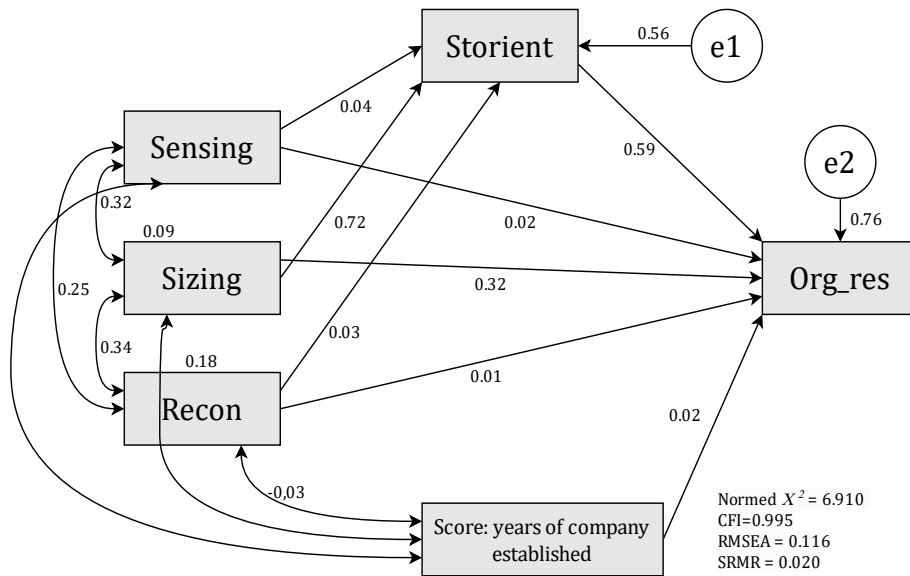 0.56
e1
Storient
0.04
Sensing
0.59
e2
0.32
0.72
0.02
0.76
0.09
Sizing
0.32
Org_res
0.25
0.34
0.03
0.18
0.01
Recon
0.02
-0,03
Score: years of company
established
Normed X² = 6.910
CFI=0.995
RMSEA = 0.116
SRMR = 0.020